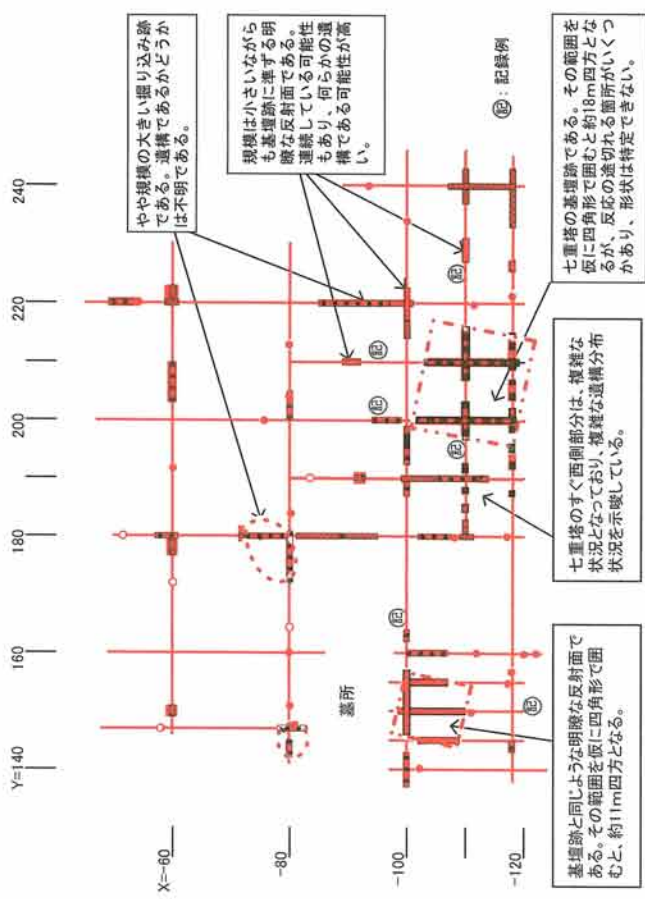 Y=140
160
180
200
220
240
X=-60
-80
-100
-120
やや規模の大きい掘り込み跡
である。遺構であるかどうか
は不明である。
規模は小さいながら
も基壇跡に準ずる明
瞭な反射面である。
連続している可能性
もあり、何らかの遺
構である可能性が高
い。
墓所
記
記
記
記
記
記
記：記録例
基壇跡と同じような明瞭な反射面で
ある。その範囲を仮に四角形で囲
むと、約11m四方となる。
七重塔のすぐ西側部分は、複雑な
状況となっており、複雑な遺構分布
状況を示唆している。
七重塔の基壇跡である。その範囲を
仮に四角形で囲むと約18m四方とな
るが、反応の途切れる箇所がいくつ
かあり、形状は特定できない。